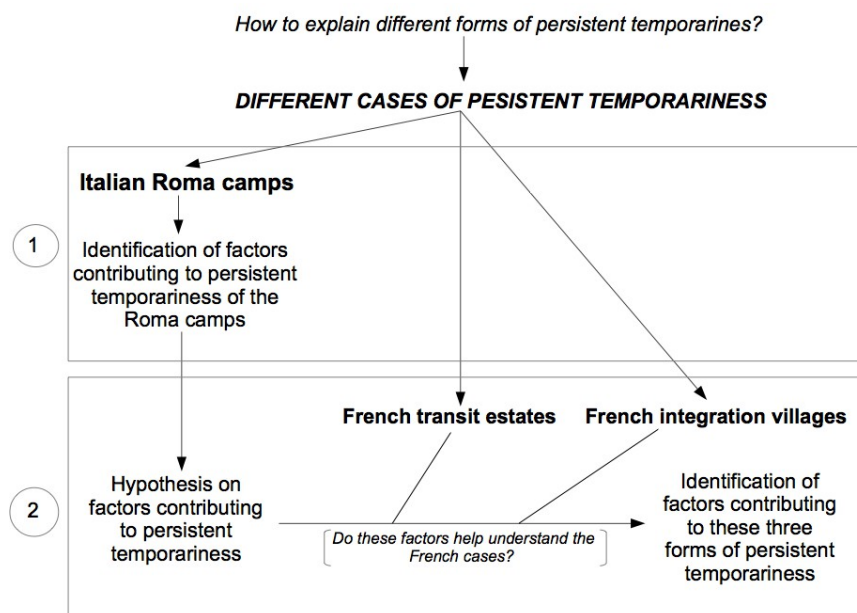 How to explain different forms of persistent temporarines?
DIFFERENT CASES OF PESISTENT TEMPORARINESS
1
Italian Roma camps
Identification of factors
contributing to persistent
temporariness of the
Roma camps
2
French transit estates
French integration villages
Hypothesis on
factors contributing
to persistent
temporariness
Do these factors help understand the
French cases?
Identification of
factors contributing
to these three
forms of persistent
temporariness